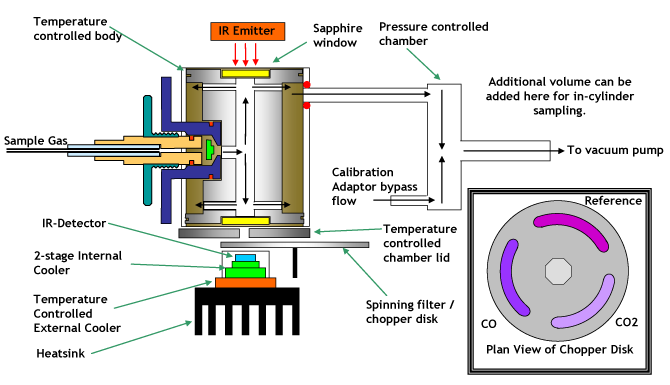 Temperature
controlled body
IR Emitter
Sapphire
window
Pressure controlled
chamber
Additional volume can be
added here for in-cylinder
sampling.
Sample Gas
To vacuum pump
Calibration
Adaptor bypass
flow
IR-Detector
2-stage Internal
Cooler
Temperature
Controlled
External Cooler
Heatsink
Temperature
controlled
chamber lid
Spinning filter /
chopper disk
Reference
CO
CO2
Plan View of Chopper Disk